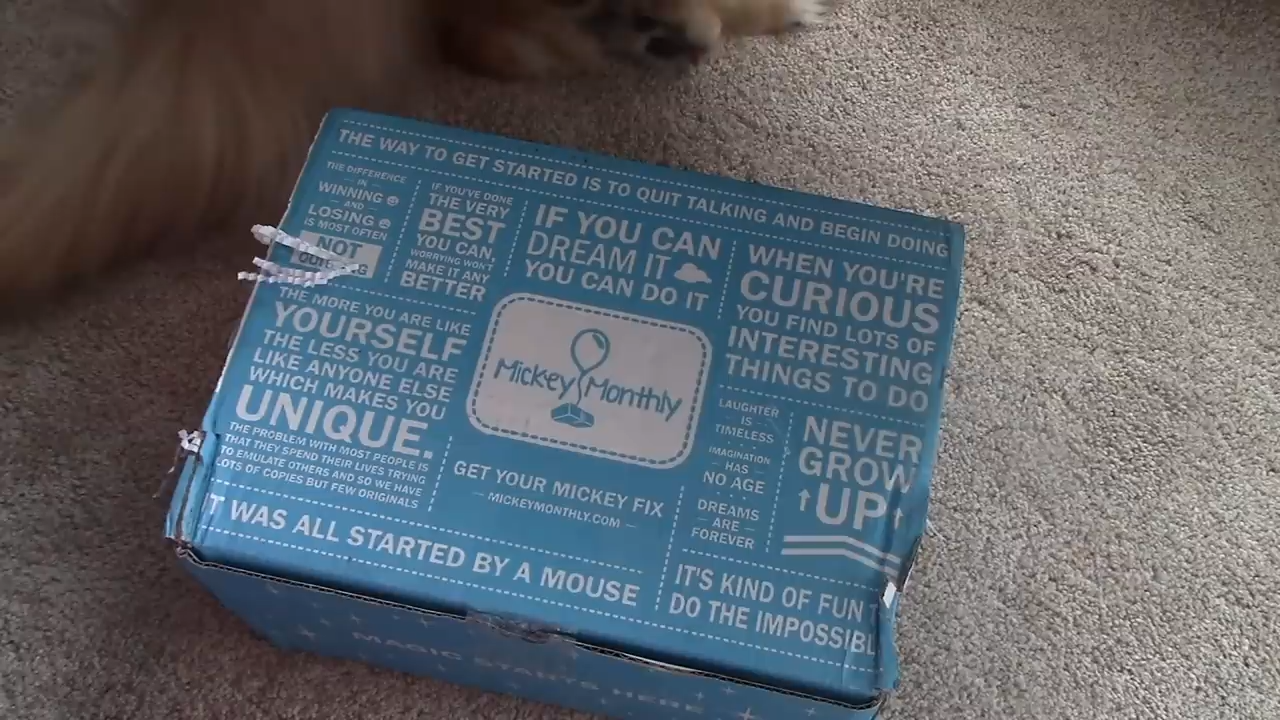 THE WAY TO GET STARTED IS TO QUIT TALKING AND BEGIN DOING
THE DIFFERENCE
IN
WINNING
AND
LOSING
IS MOST OFTEN
NOT
IF YOU'VE DONE
THE VERY
BEST
YOU CAN,
WORRYING WON'T
MAKE IT ANY
BETTER
IF YOU CAN
DREAM IT
YOU CAN DO IT
WHEN YOU'RE
CURIOUS
YOU FIND LOTS OF
INTERESTING
THINGS TO DO
THE MORE YOU ARE LIKE
YOURSELF
THE LESS YOU ARE
LIKE ANYONE ELSE
WHICH MAKES YOU
UNIQUE.
THE PROBLEM WITH MOST PEOPLE IS
THAT THEY SPEND THEIR LIVES TRYING
TO EMULATE OTHERS AND SO WE HAVE
LOTS OF COPIES BUT FEW ORIGINALS
Mickey Monthly
GET YOUR MICKEY FIX
MICKEYMONTHLY.COM
LAUGHTER
IS
TIMELESS
IMAGINATION
HAS
NO AGE
DREAMS
ARE
FOREVER
NEVER
GROW
UP
T WAS ALL STARTED BY A MOUSE
IT'S KIND OF FUN T
DO THE IMPOSSIBL
MAGIC STARTS HERE